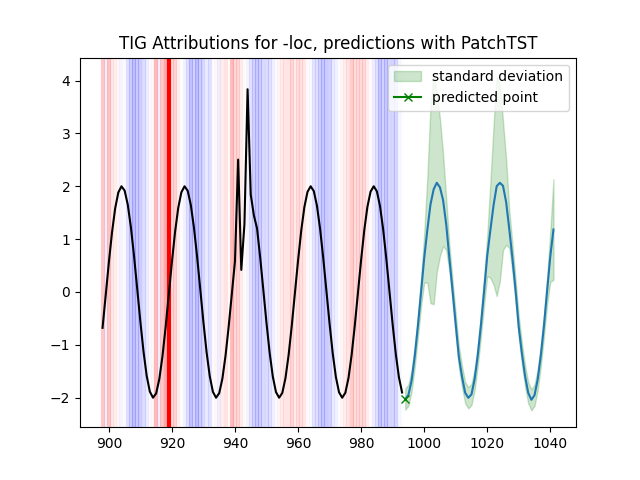 TIG Attributions for -loc, predictions with PatchTST
standard deviation
predicted point
4
3
2
1
0
−1
−2
900 920 940 960 980 1000 1020 1040